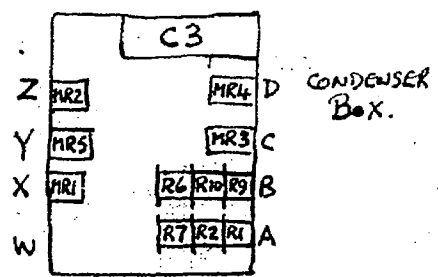 C3
Z MR2 MR4 D CONDENSER
BOX.
Y MR5 MR3 C
X MR1 R6 R10 R9 B
W R7 R2 R1 A